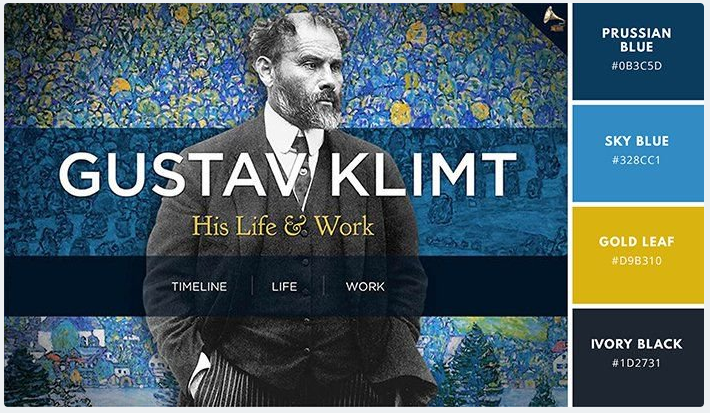 GUSTAV KLIMT
His Life & Work
TIMELINE
LIFE
WORK
PRUSSIAN
BLUE
#0B3C5D
SKY BLUE
#328CC1
GOLD LEAF
#D9B310
IVORY BLACK
#1D2731